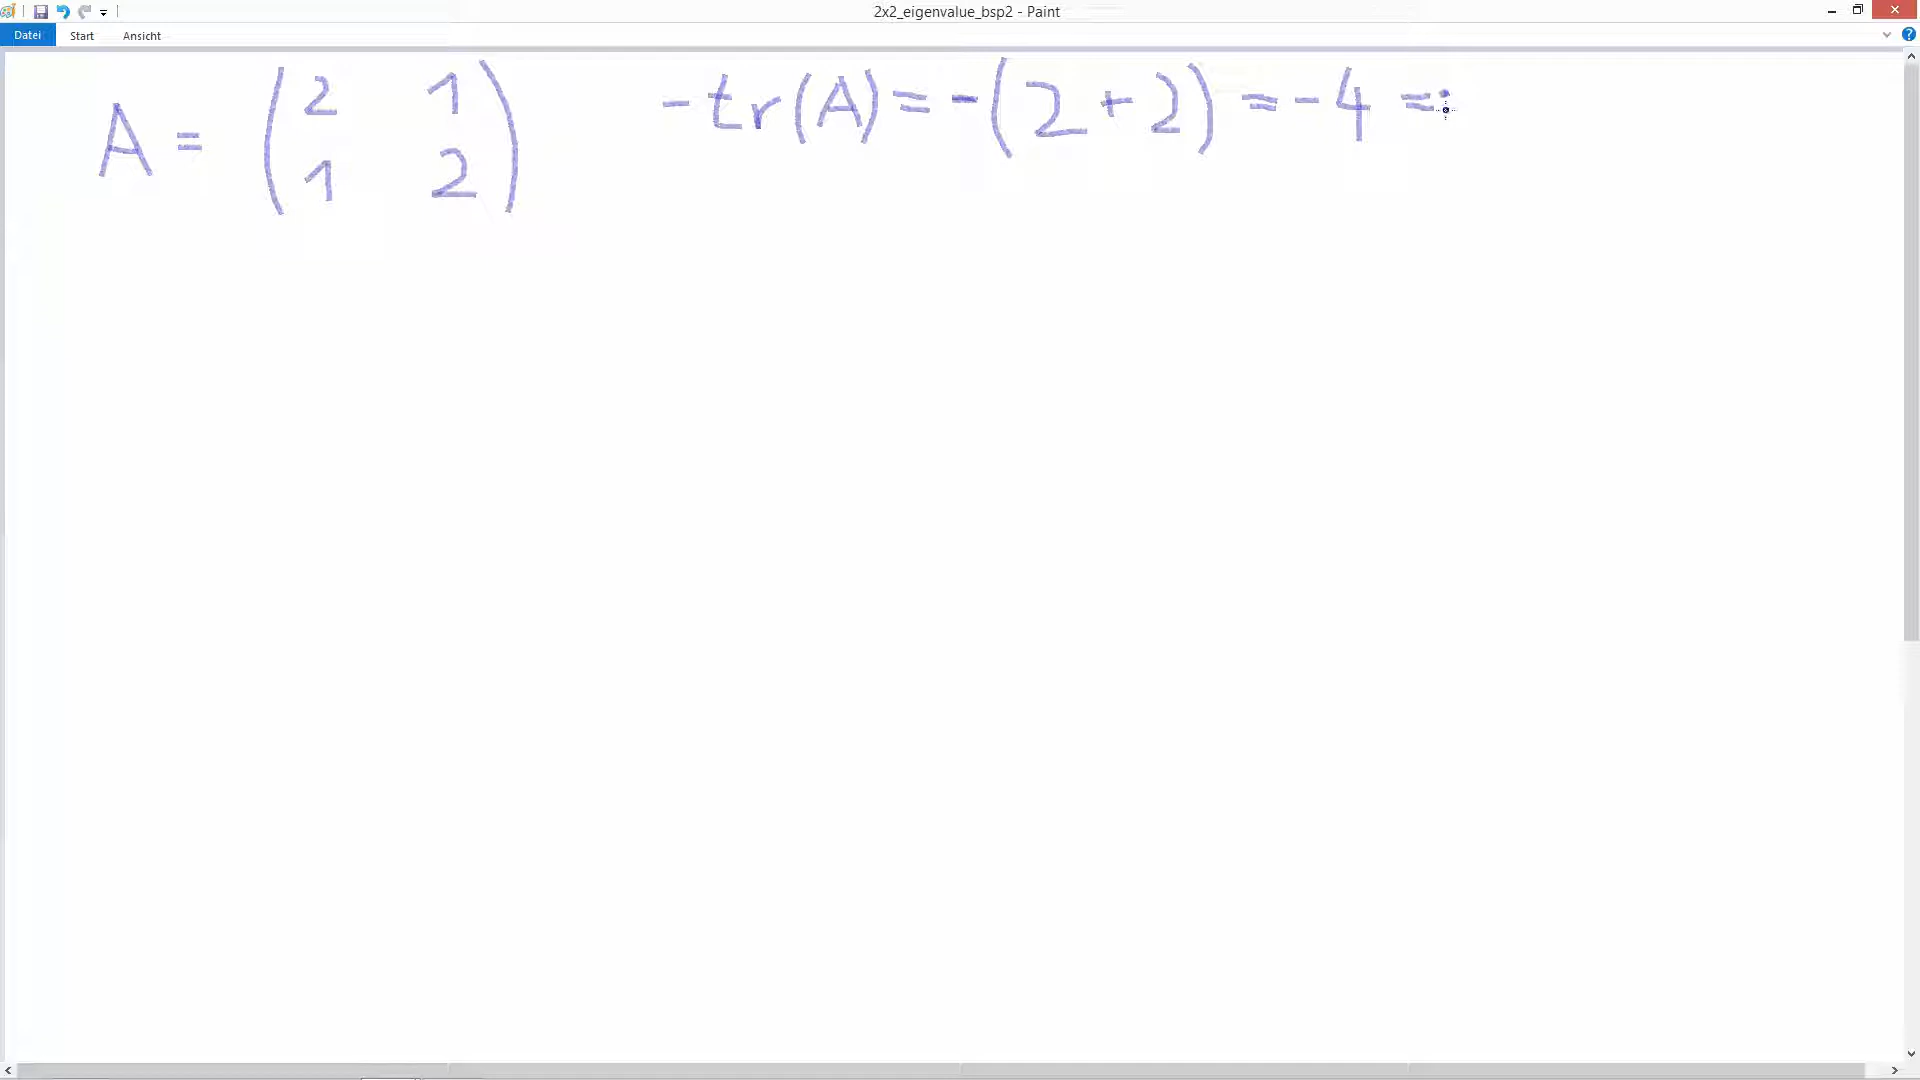 2x2_eigenvalue_bsp2 - Paint
Datei Start Ansicht
A = ( 2 1
1 2 )
-tr(A) = -(2+2) = -4 =: